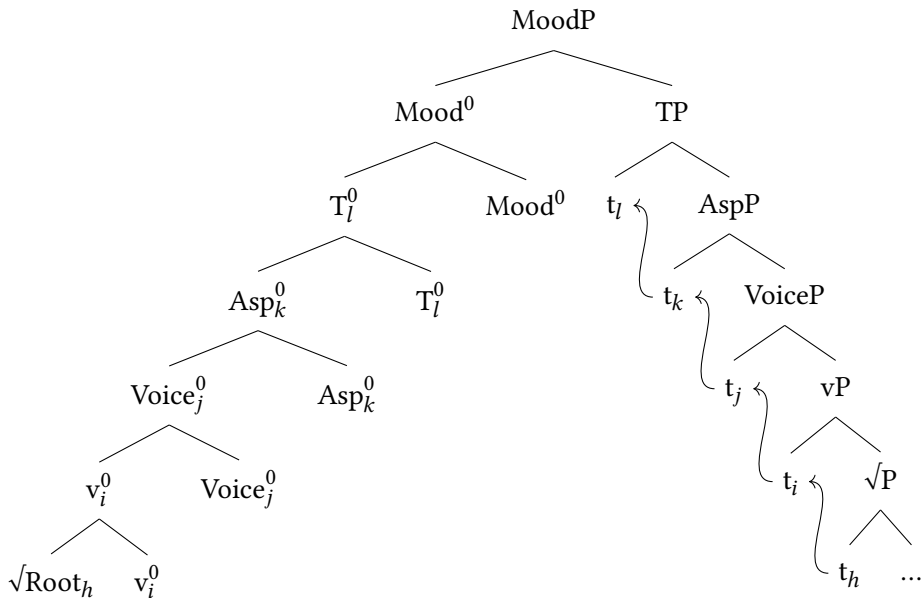 MoodP
Mood⁰ TP
T⁰ₗ Mood⁰ tₗ AspP
Asp⁰ₖ T⁰ₗ tₖ VoiceP
Voice⁰ⱼ Asp⁰ₖ tⱼ vP
v⁰ᵢ Voice⁰ⱼ tᵢ √P
√Rootₕ v⁰ᵢ tₕ ...